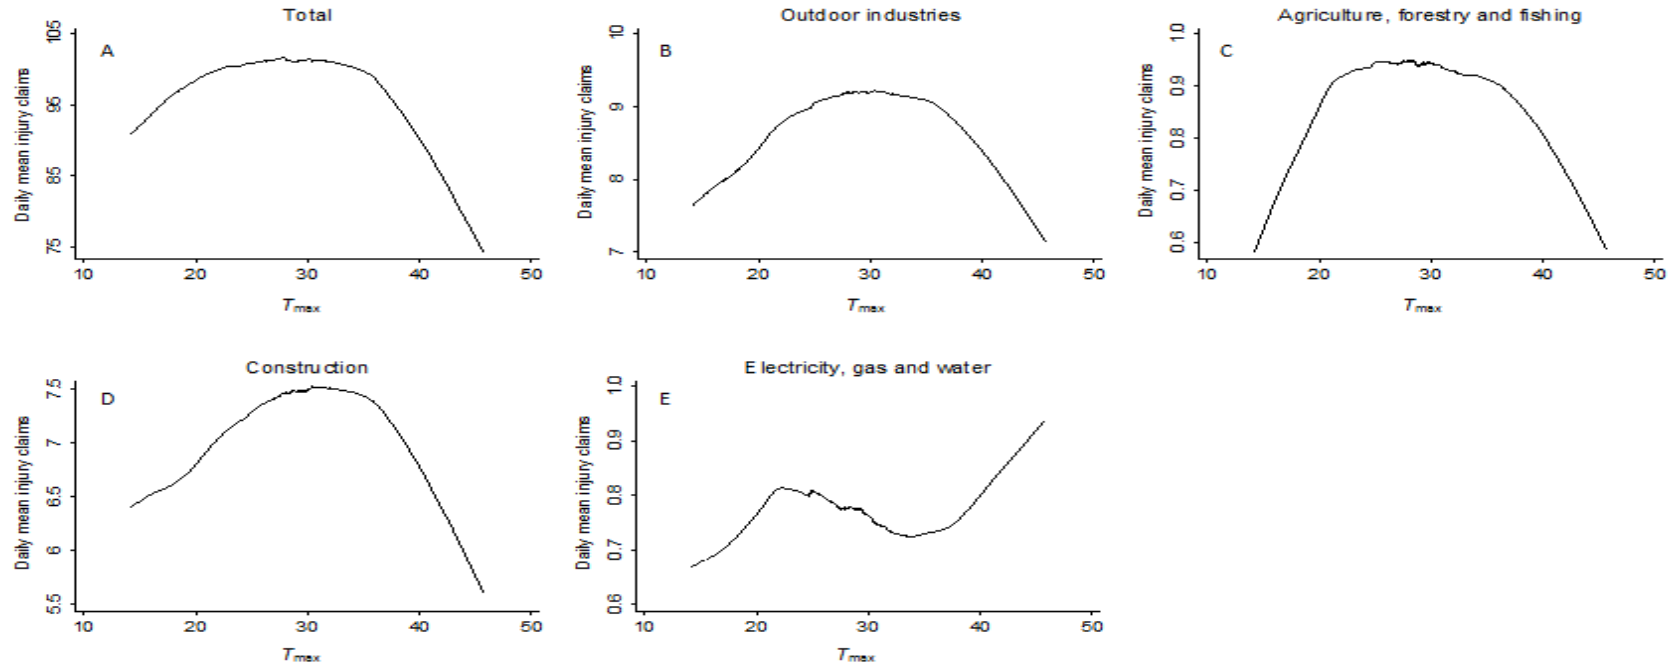 Total
A
Daily mean injury claims
105
95
85
75
10 20 30 40 50
Tmax
Outdoor industries
B
Daily mean injury claims
10
9
8
7
10 20 30 40 50
Tmax
Agriculture, forestry and fishing
C
Daily mean injury claims
1.0
0.9
0.8
0.7
0.6
10 20 30 40 50
Tmax
Construction
D
Daily mean injury claims
7.5
7
6.5
6
5.5
10 20 30 40 50
Tmax
Electricity, gas and water
E
Daily mean injury claims
1.0
0.9
0.8
0.7
0.6
10 20 30 40 50
Tmax